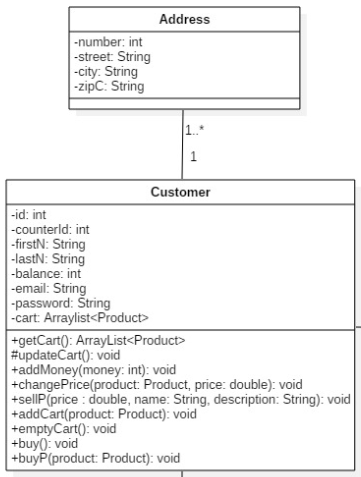 Address
-number: int
-street: String
-city: String
-zipC: String
1..*
1
Customer
-id: int
-counterId: int
-firstN: String
-lastN: String
-balance: int
-email: String
-password: String
-cart: Arraylist<Product>
+getCart(): ArrayList<Product>
#updateCart(): void
+addMoney(money: int): void
+changePrice(product: Product, price: double): void
+sellP(price : double, name: String, description: String): void
+addCart(product: Product): void
+emptyCart(): void
+buy(): void
+buyP(product: Product): void